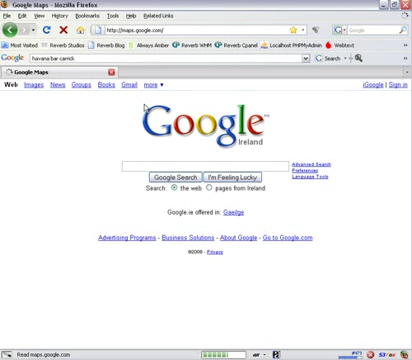 Google Maps - Mozilla Firefox
File Edit View History Bookmarks Tools Help Related Links
http://maps.google.com/
Most Visited Reverb Studios Reverb Blog Always Amber Reverb WHM Reverb Cpanel Localhost PHPMyAdmin Webtext
Google havana bar carrick Search
Google Maps
Web Images News Groups Books Gmail more iGoogle | Sign in
Google
Ireland
Advanced Search
Preferences
Language Tools
Google Search I'm Feeling Lucky
Search: the web pages from Ireland
Google.ie offered in: Gaeilge
Advertising Programs - Business Solutions - About Google - Go to Google.com
©2008 - Privacy
Read maps.google.com